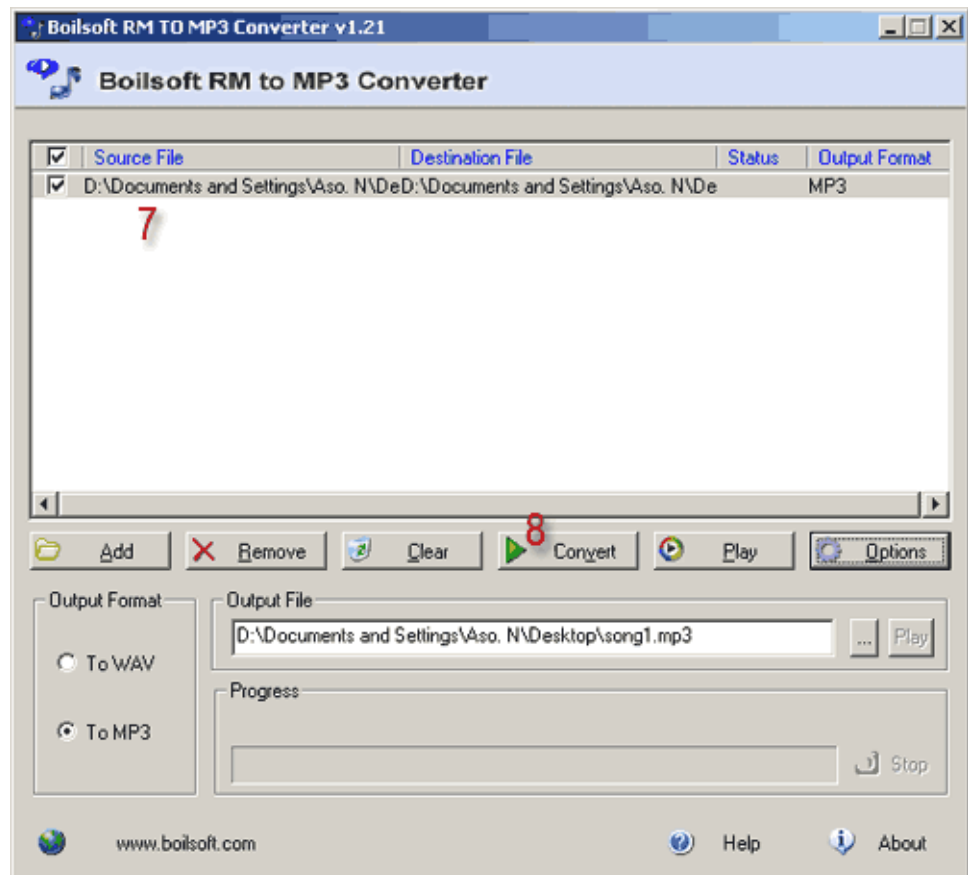 Boilsoft RM TO MP3 Converter v1.21
Boilsoft RM to MP3 Converter
Source File Destination File Status Output Format
D:\Documents and Settings\Aso. N\DeD:\Documents and Settings\Aso. N\De MP3
7
8
Add Remove Clear Convert Play Options
Output Format
To WAV
To MP3
Output File
D:\Documents and Settings\Aso. N\Desktop\song1.mp3 ... Play
Progress
Stop
www.boilsoft.com Help About